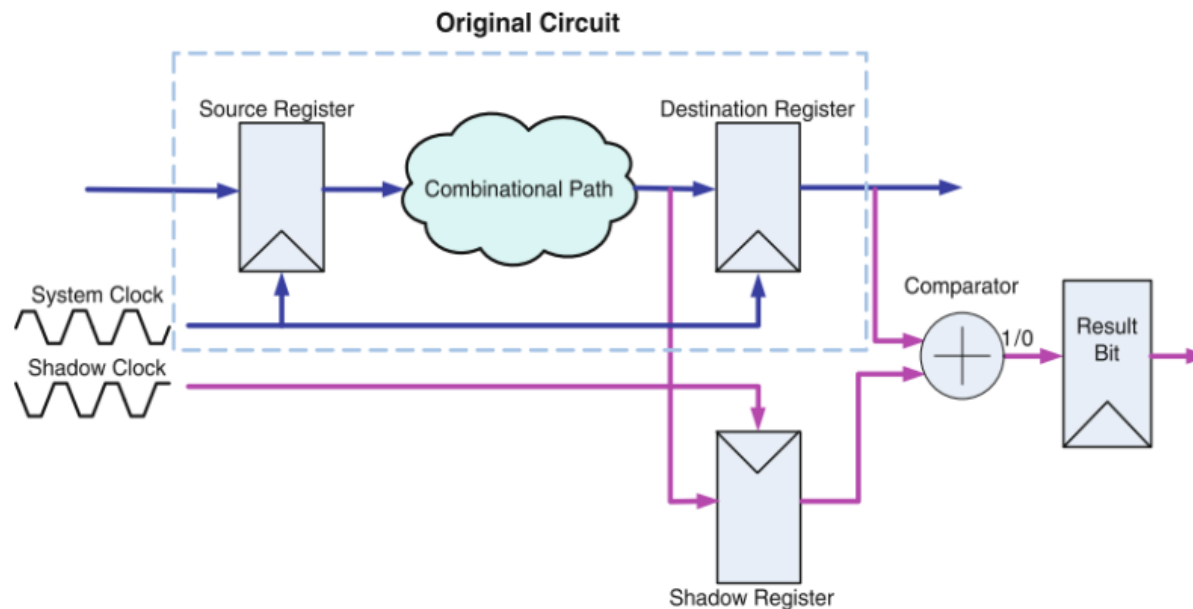 Original Circuit
Source Register
Destination Register
Combinational Path
System Clock
Comparator
1/0
Result
Bit
Shadow Clock
Shadow Register